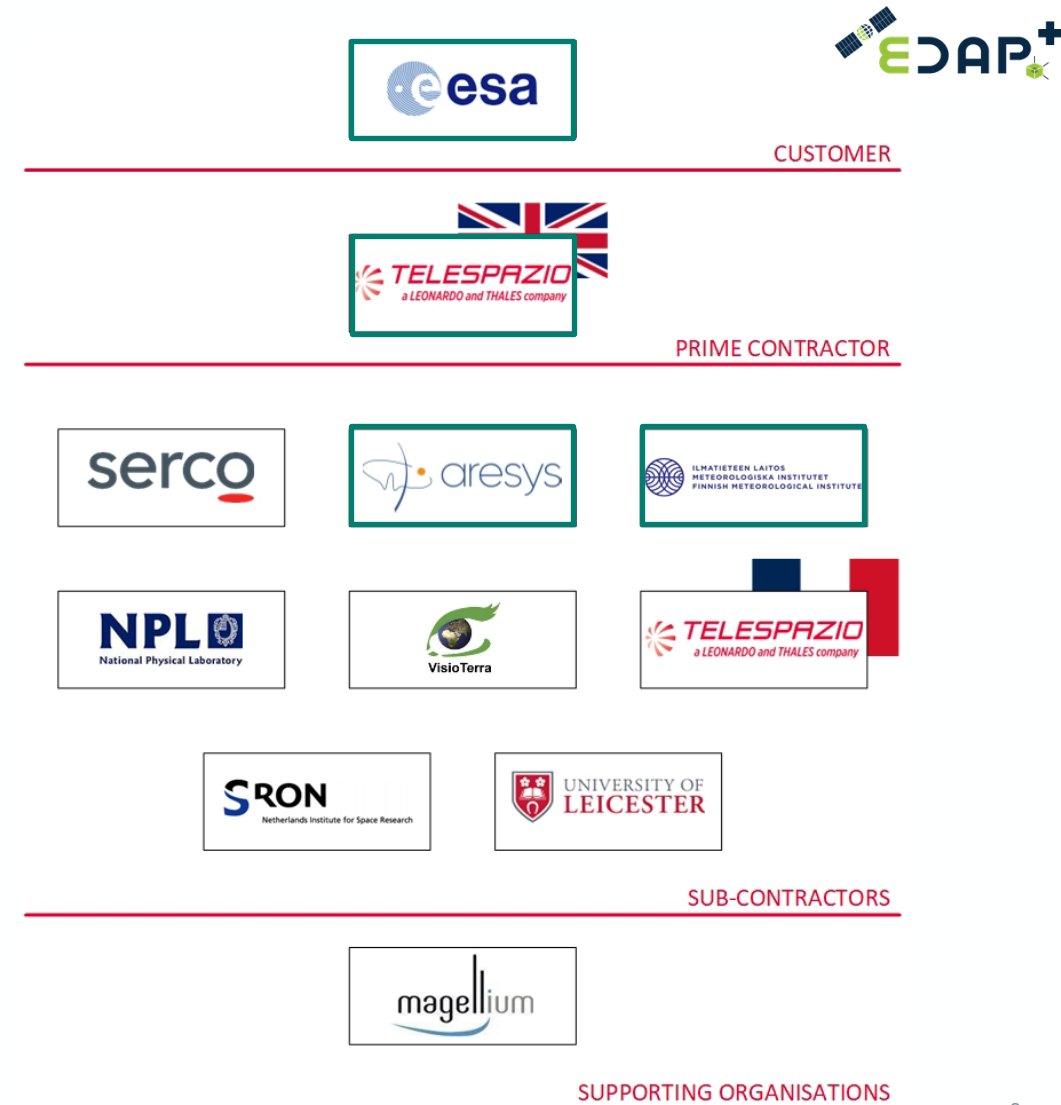 EDAP+
esa
CUSTOMER
TELESPAZIO
a LEONARDO and THALES company
PRIME CONTRACTOR
serco
aresys
ILMATIETEEN LAITOS
METEOROLOGISKA INSTITUTET
FINNISH METEOROLOGICAL INSTITUTE
NPL
National Physical Laboratory
VisioTerra
TELESPAZIO
a LEONARDO and THALES company
SRON
Netherlands Institute for Space Research
UNIVERSITY OF
LEICESTER
SUB-CONTRACTORS
magellium
SUPPORTING ORGANISATIONS